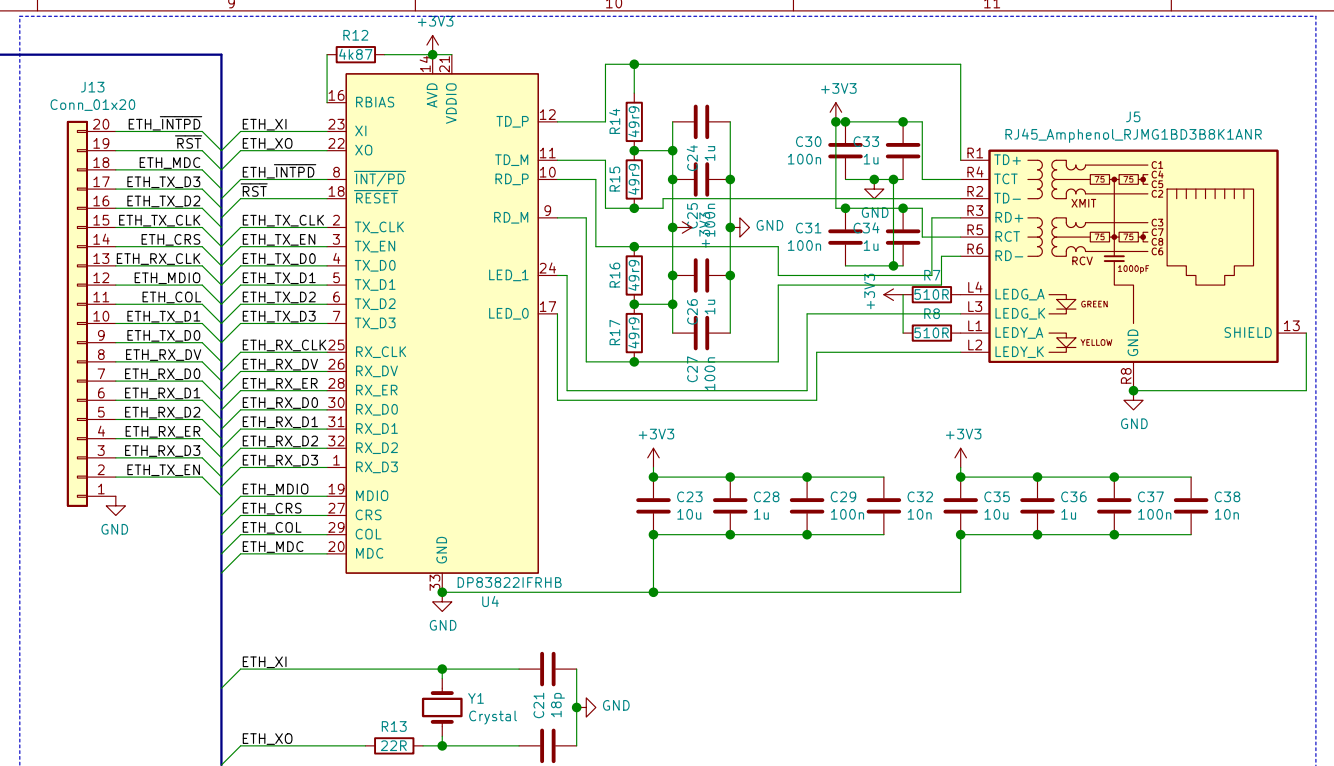 9
10
11
J13
Conn_01x20
20 ETH_INTPD
19 RST
18 ETH_MDC
17 ETH_TX_D3
16 ETH_TX_D2
15 ETH_TX_CLK
14 ETH_CRS
13 ETH_RX_CLK
12 ETH_MDIO
11 ETH_COL
10 ETH_TX_D1
9 ETH_TX_D0
8 ETH_RX_DV
7 ETH_RX_D0
6 ETH_RX_D1
5 ETH_RX_D2
4 ETH_RX_ER
3 ETH_RX_D3
2 ETH_TX_EN
1
GND
+3V3
R12
4k87
14 AVD
21 VDDIO
16 RBIAS
ETH_XI 23 XI
ETH_XO 22 XO
ETH_INTPD 8 INT/PD
RST 18 RESET
ETH_TX_CLK 2 TX_CLK
ETH_TX_EN 3 TX_EN
ETH_TX_D0 4 TX_D0
ETH_TX_D1 5 TX_D1
ETH_TX_D2 6 TX_D2
ETH_TX_D3 7 TX_D3
ETH_RX_CLK 25 RX_CLK
ETH_RX_DV 26 RX_DV
ETH_RX_ER 28 RX_ER
ETH_RX_D0 30 RX_D0
ETH_RX_D1 31 RX_D1
ETH_RX_D2 32 RX_D2
ETH_RX_D3 1 RX_D3
ETH_MDIO 19 MDIO
ETH_CRS 27 CRS
ETH_COL 29 COL
ETH_MDC 20 MDC
TD_P 12
TD_M 11
RD_P 10
RD_M 9
LED_1 24
LED_0 17
GND
33
DP83822IFRHB
U4
GND
R14
49r9
R15
49r9
R16
49r9
R17
49r9
C24
1u
C25
100n
+3V3
GND
C26
1u
C27
100n
+3V3
C30
100n
C33
1u
GND
C31
100n
C34
1u
+3V3
R7
510R
R8
510R
J5
RJ45_Amphenol_RJMG1BD3B8K1ANR
R1 TD+
R4 TCT
R2 TD-
R3 RD+
R5 RCT
R6 RD-
L4 LEDG_A
L3 LEDG_K
L1 LEDY_A
L2 LEDY_K
75 75
C1
C4
C5
C2
XMIT
75 75
C3
C7
C8
C6
RCV
1000pF
GREEN
YELLOW
GND
R8
SHIELD 13
GND
+3V3
C23
10u
C28
1u
C29
100n
C32
10n
+3V3
C35
10u
C36
1u
C37
100n
C38
10n
ETH_XI
Y1
Crystal
C21
18p
GND
R13
22R
ETH_XO